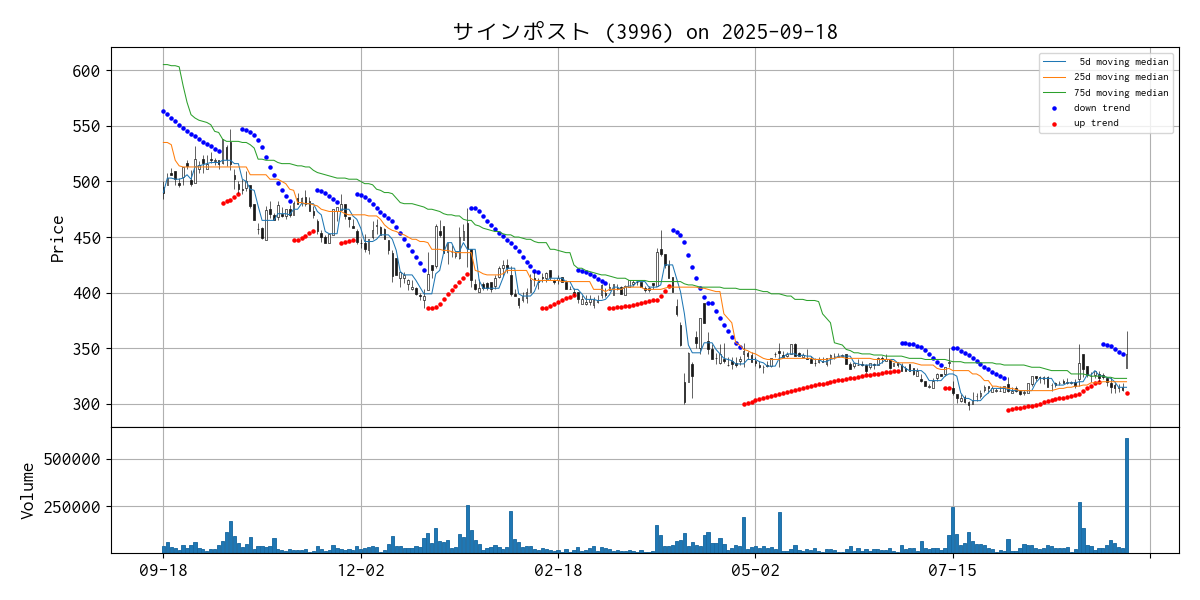 サインポスト (3996) on 2025-09-18
5d moving median
25d moving median
75d moving median
down trend
up trend
Price
600
550
500
450
400
350
300
Volume
500000
250000
09-18
12-02
02-18
05-02
07-15